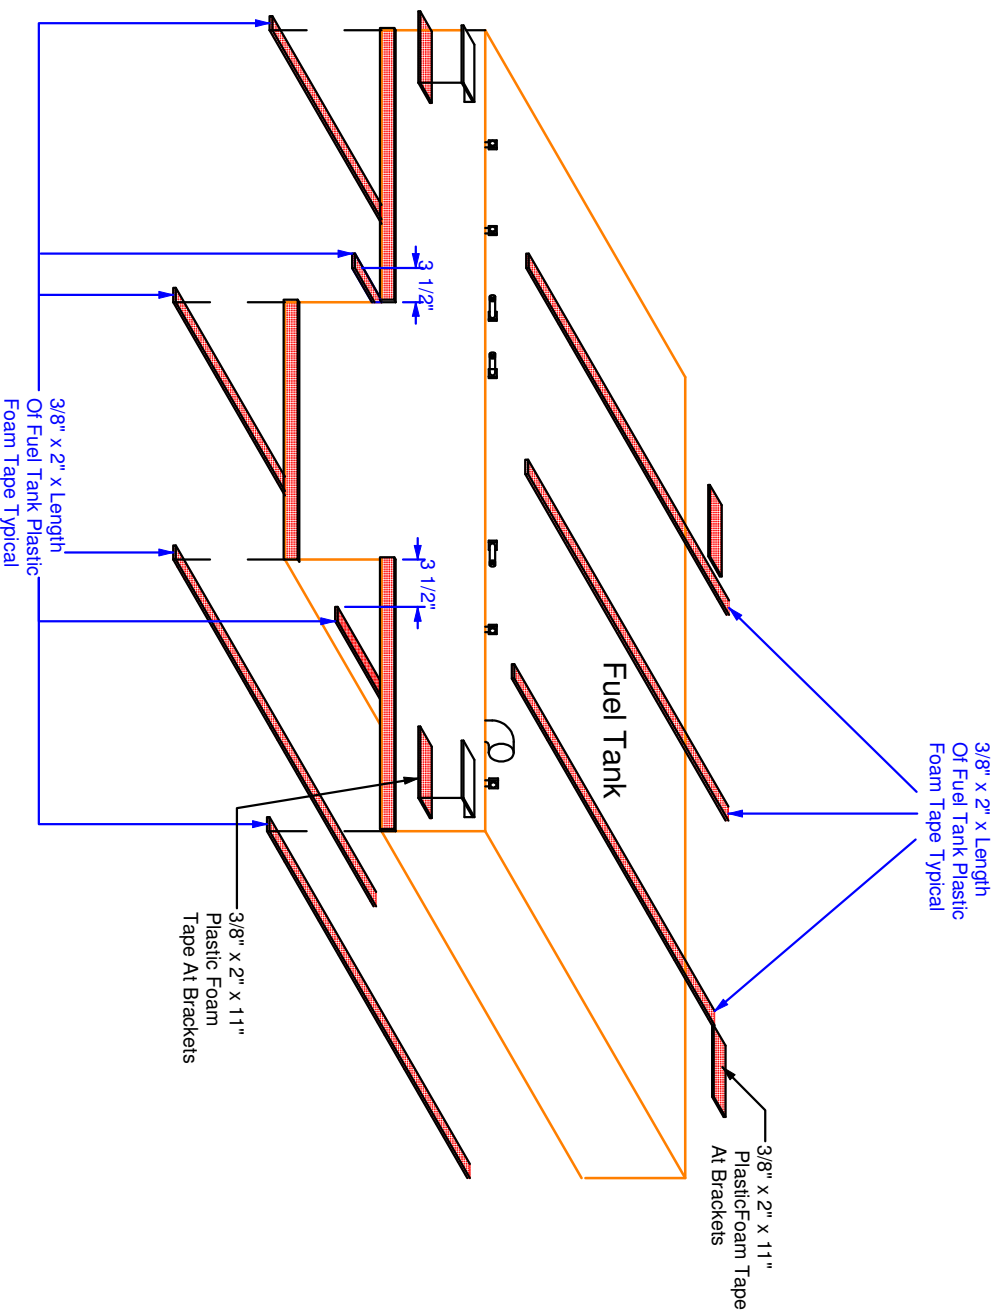 3/8" x 2" x Length
Of Fuel Tank Plastic
Foam Tape Typical
3/8" x 2" x 11"
PlasticFoam Tape
At Brackets
Fuel Tank
3 1/2"
3 1/2"
3/8" x 2" x 11"
Plastic Foam
Tape At Brackets
3/8" x 2" x Length
Of Fuel Tank Plastic
Foam Tape Typical